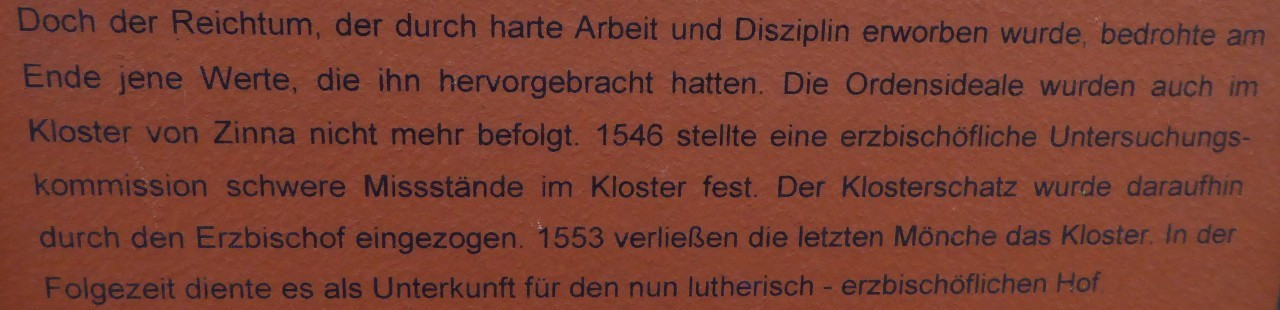 Doch der Reichtum, der durch harte Arbeit und Disziplin erworben wurde, bedrohte am
Ende jene Werte, die ihn hervorgebracht hatten. Die Ordensideale wurden auch im
Kloster von Zinna nicht mehr befolgt. 1546 stellte eine erzbischöfliche Untersuchungs-
kommission schwere Missstände im Kloster fest. Der Klosterschatz wurde daraufhin
durch den Erzbischof eingezogen. 1553 verließen die letzten Mönche das Kloster. In der
Folgezeit diente es als Unterkunft für den nun lutherisch - erzbischöflichen Hof